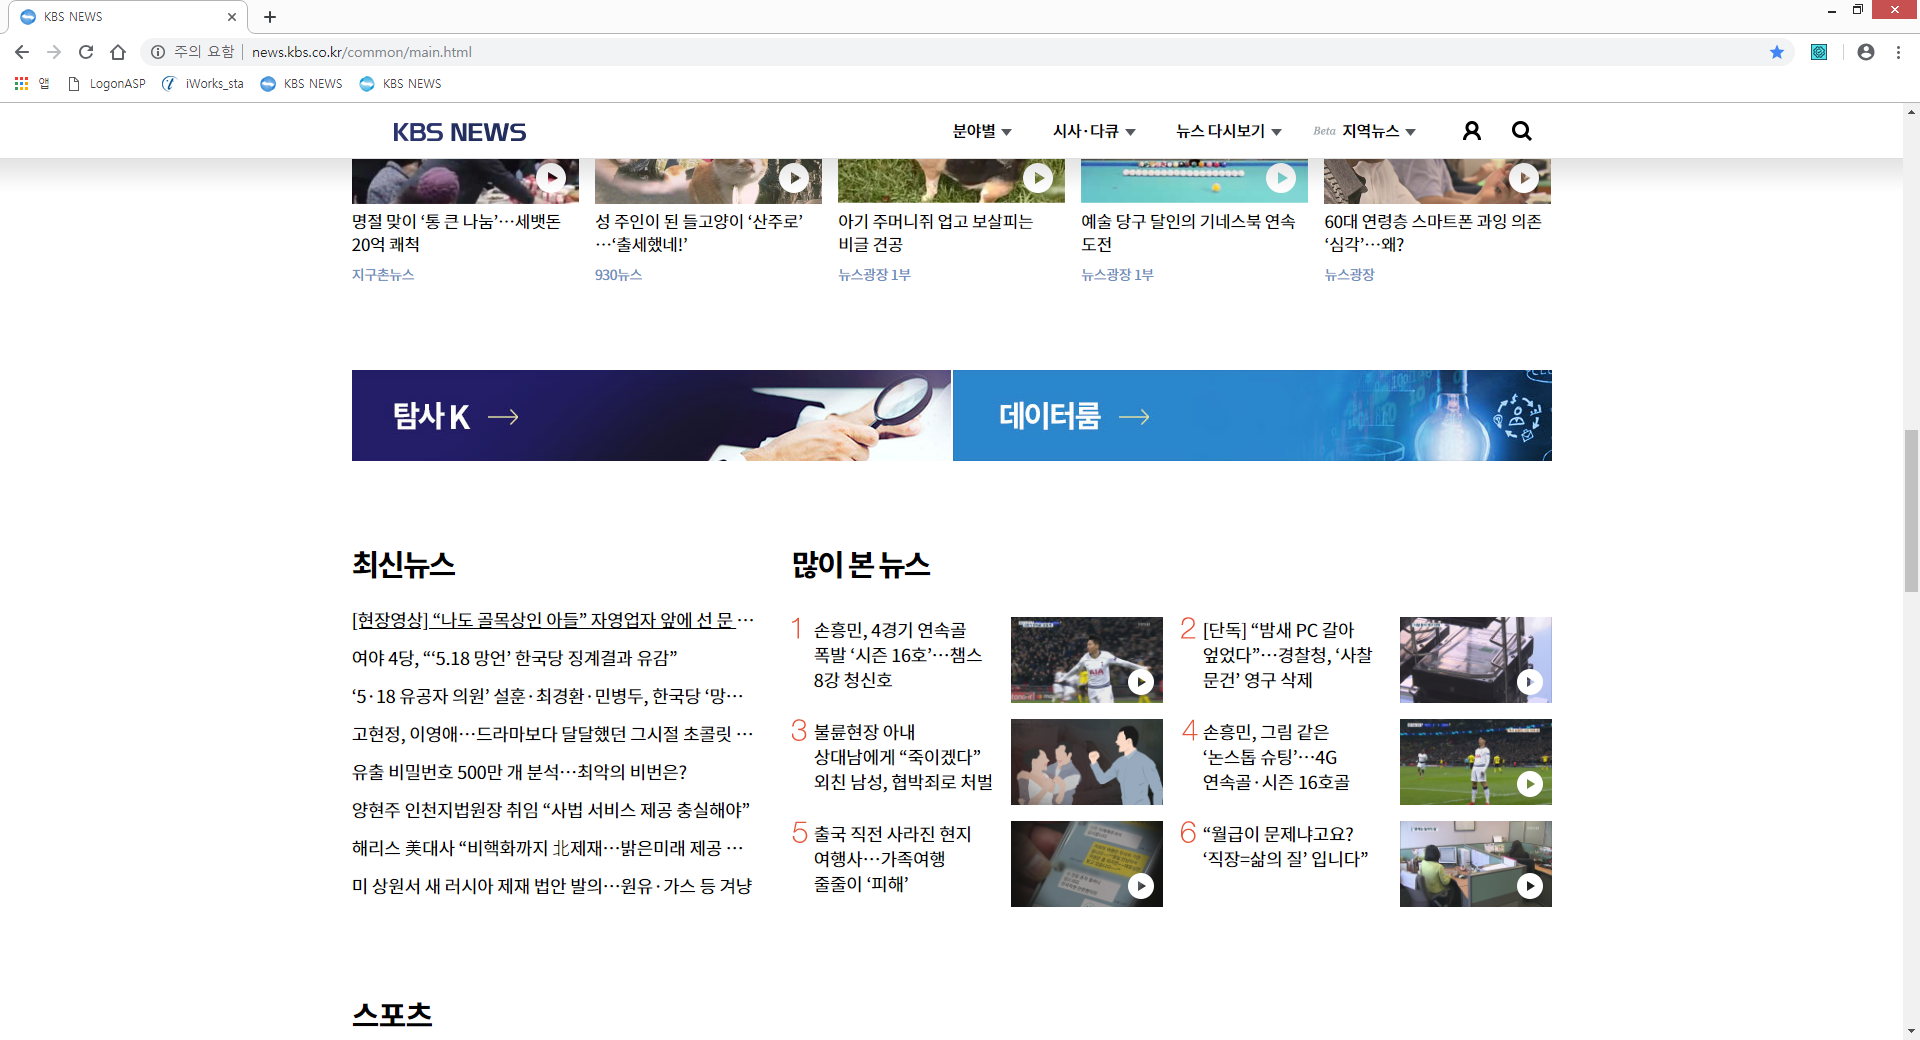 KBS NEWS
주의 요함
news.kbs.co.kr/common/main.html
앱
LogonASP
iWorks_sta
KBS NEWS
KBS NEWS
KBS NEWS
분야별
시사·다큐
뉴스 다시보기
Beta 지역뉴스
명절 맞이 ‘통 큰 나눔’…세뱃돈
20억 쾌척
지구촌뉴스
성 주인이 된 들고양이 ‘산주로’
…‘출세했네!’
930뉴스
아기 주머니쥐 업고 보살피는
비글 견공
뉴스광장 1부
예술 당구 달인의 기네스북 연속
도전
뉴스광장 1부
60대 연령층 스마트폰 과잉 의존
‘심각’…왜?
뉴스광장
탐사 K
데이터룸
최신뉴스
[현장영상] “나도 골목상인 아들” 자영업자 앞에 선 문 …
여야 4당, “‘5.18 망언’ 한국당 징계결과 유감”
‘5·18 유공자 의원’ 설훈·최경환·민병두, 한국당 ‘망…
고현정, 이영애…드라마보다 달달했던 그시절 초콜릿 …
유출 비밀번호 500만 개 분석…최악의 비번은?
양현주 인천지법원장 취임 “사법 서비스 제공 충실해야”
해리스 美대사 “비핵화까지 北제재…밝은미래 제공 …
미 상원서 새 러시아 제재 법안 발의…원유·가스 등 겨냥
많이 본 뉴스
1 손흥민, 4경기 연속골
폭발 ‘시즌 16호’…챔스
8강 청신호
2 [단독] “밤새 PC 갈아
엎었다”…경찰청, ‘사찰
문건’ 영구 삭제
3 불륜현장 아내
상대남에게 “죽이겠다”
외친 남성, 협박죄로 처벌
4 손흥민, 그림 같은
‘논스톱 슈팅’…4G
연속골·시즌 16호골
5 출국 직전 사라진 현지
여행사…가족여행
줄줄이 ‘피해’
6 “월급이 문제냐고요?
‘직장=삶의 질’ 입니다”
스포츠